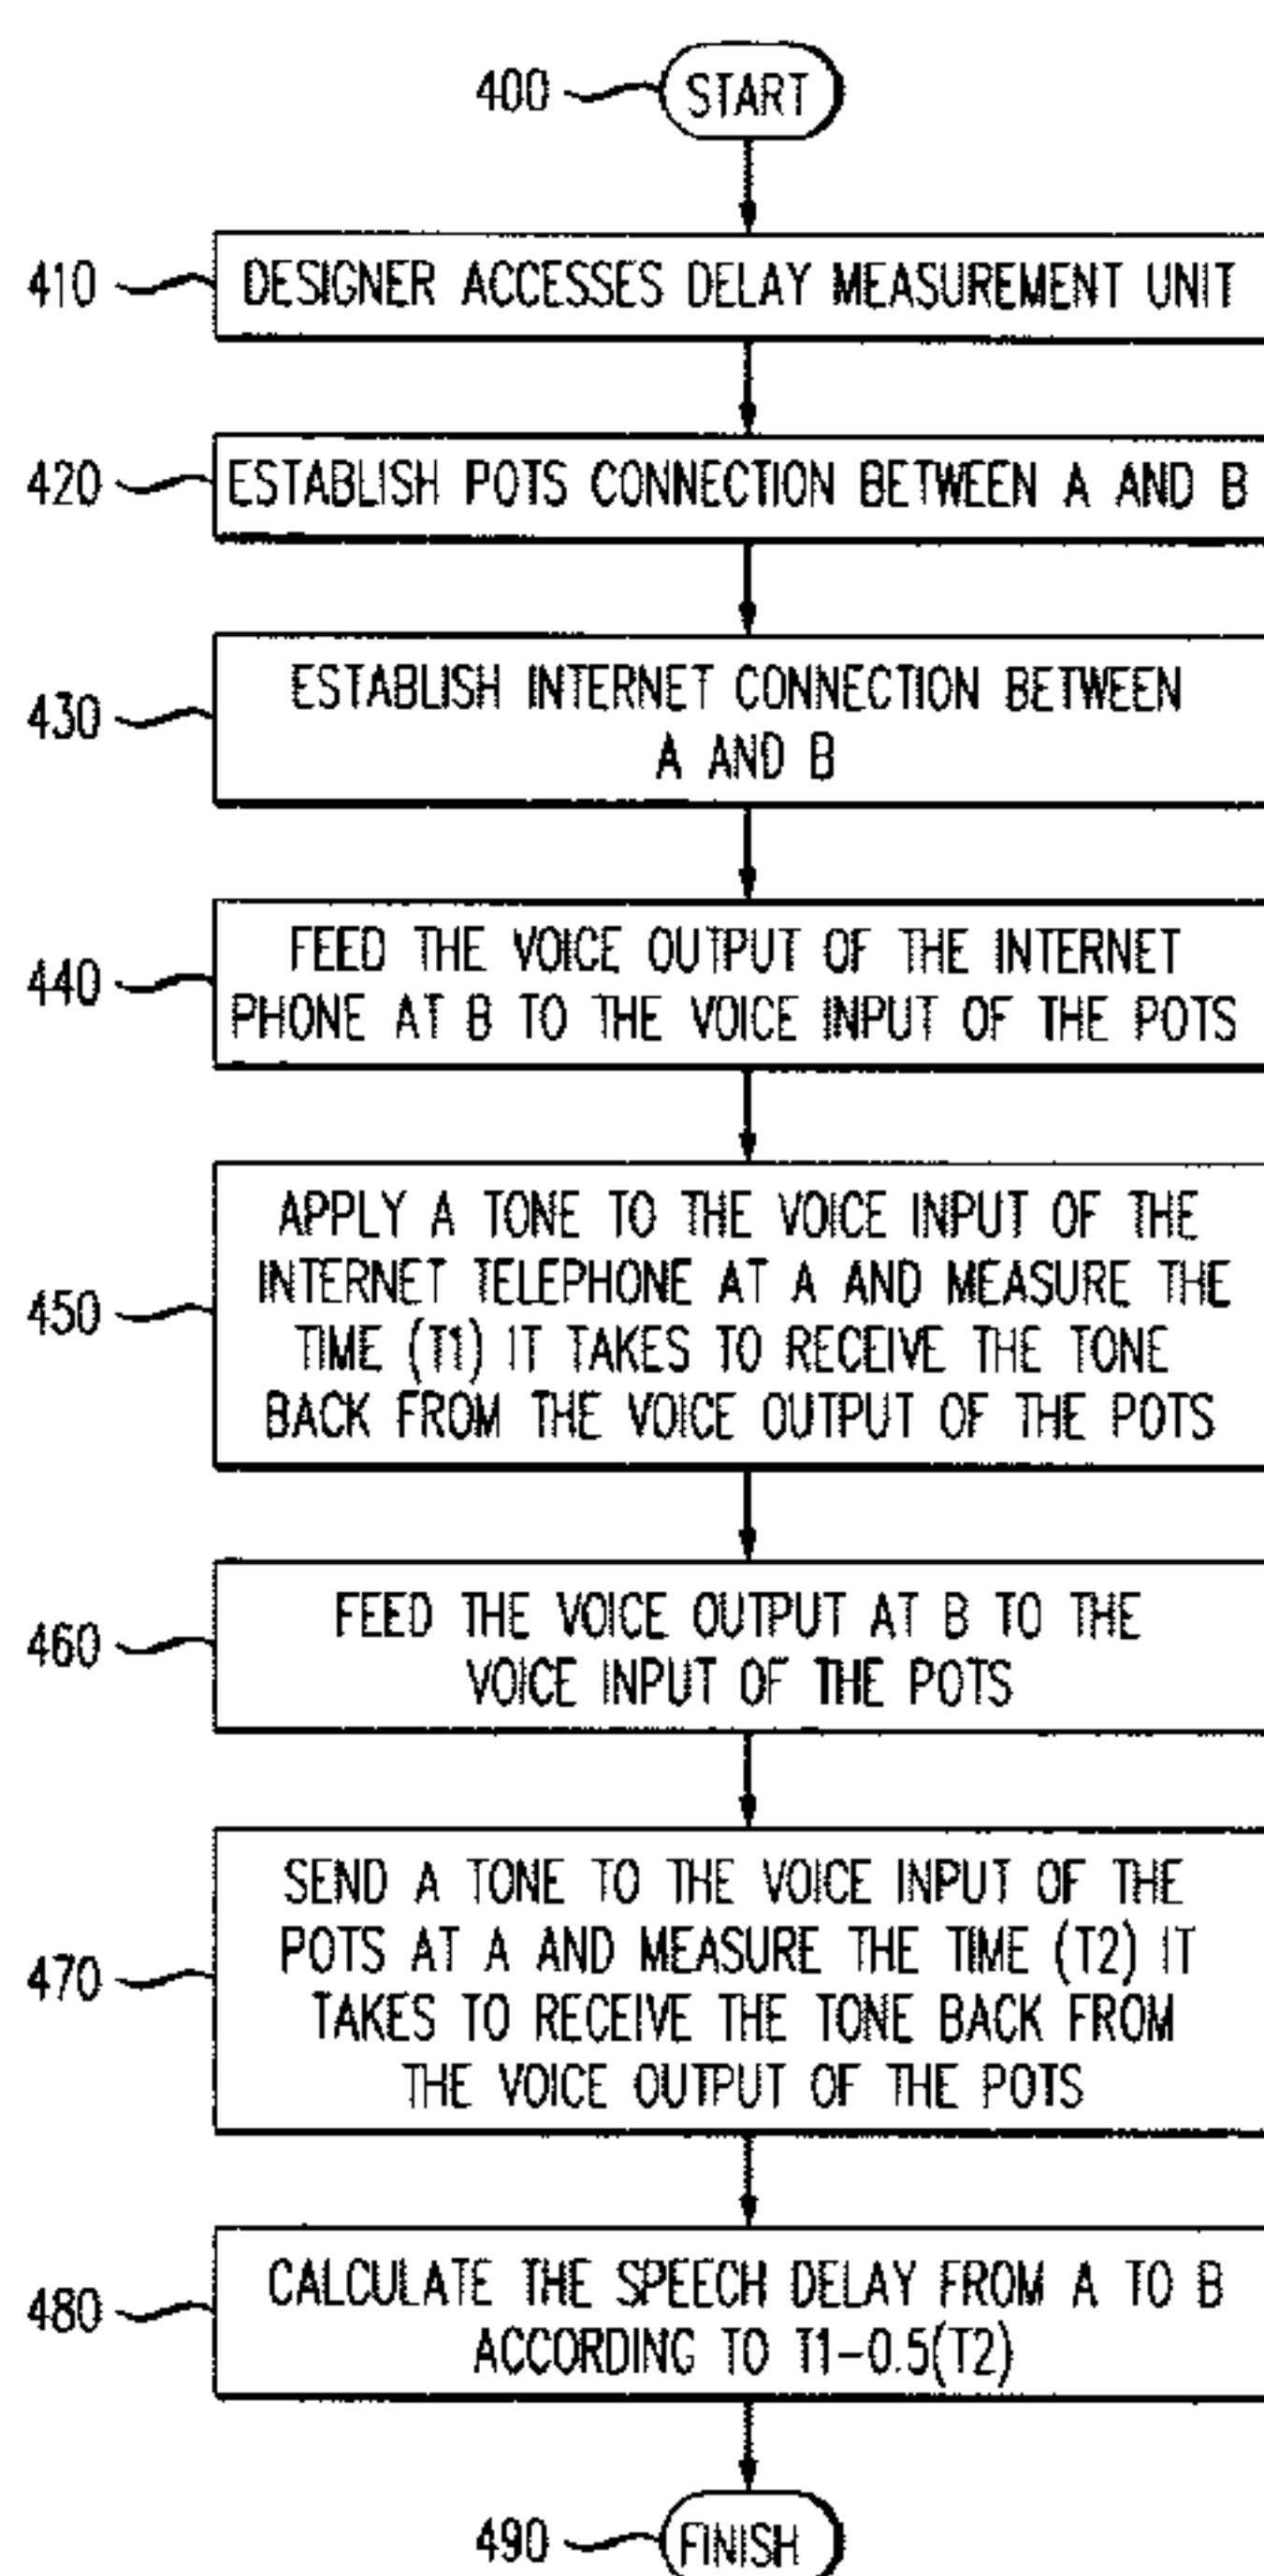 400 START
410 DESIGNER ACCESSES DELAY MEASUREMENT UNIT
420 ESTABLISH POTS CONNECTION BETWEEN A AND B
430 ESTABLISH INTERNET CONNECTION BETWEEN
A AND B
440 FEED THE VOICE OUTPUT OF THE INTERNET
PHONE AT B TO THE VOICE INPUT OF THE POTS
450 APPLY A TONE TO THE VOICE INPUT OF THE
INTERNET TELEPHONE AT A AND MEASURE THE
TIME (T1) IT TAKES TO RECEIVE THE TONE
BACK FROM THE VOICE OUTPUT OF THE POTS
460 FEED THE VOICE OUTPUT AT B TO THE
VOICE INPUT OF THE POTS
470 SEND A TONE TO THE VOICE INPUT OF THE
POTS AT A AND MEASURE THE TIME (T2) IT
TAKES TO RECEIVE THE TONE BACK FROM
THE VOICE OUTPUT OF THE POTS
480 CALCULATE THE SPEECH DELAY FROM A TO B
ACCORDING TO T1-0.5(T2)
490 FINISH